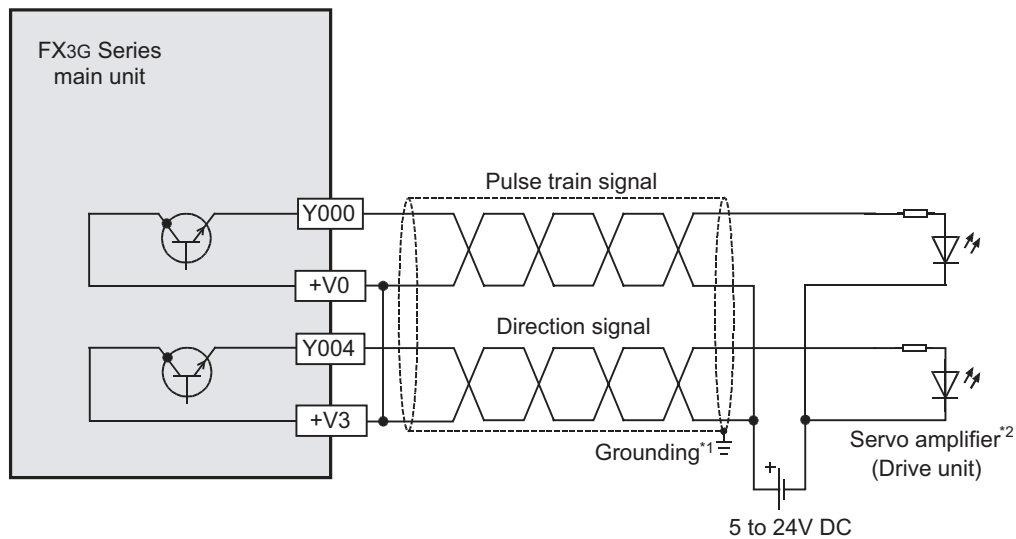 FX3G Series
main unit
Pulse train signal
Y000
+V0
Direction signal
Y004
+V3
Grounding*1
Servo amplifier*2
(Drive unit)
+
5 to 24V DC